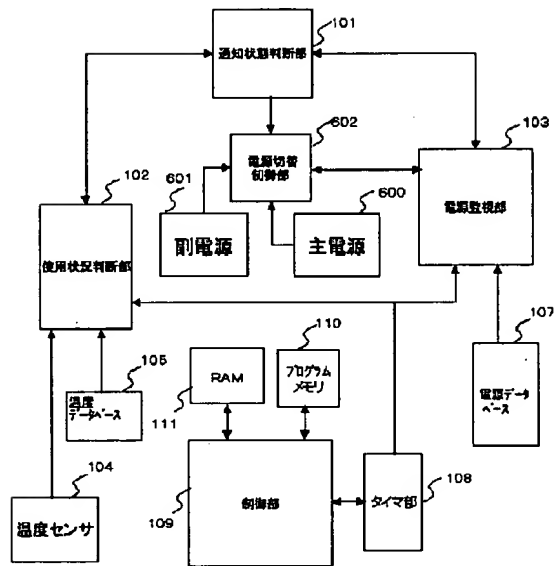 101
通知状態判断部
602
103
電源切替
制御部
102
601
600
電源監視部
副電源
主電源
使用状況判断部
107
110
105
RAM
プログラム
メモリ
温度
データベース
電源データ
ベース
111
104
108
制御部
タイマ部
109
温度センサ